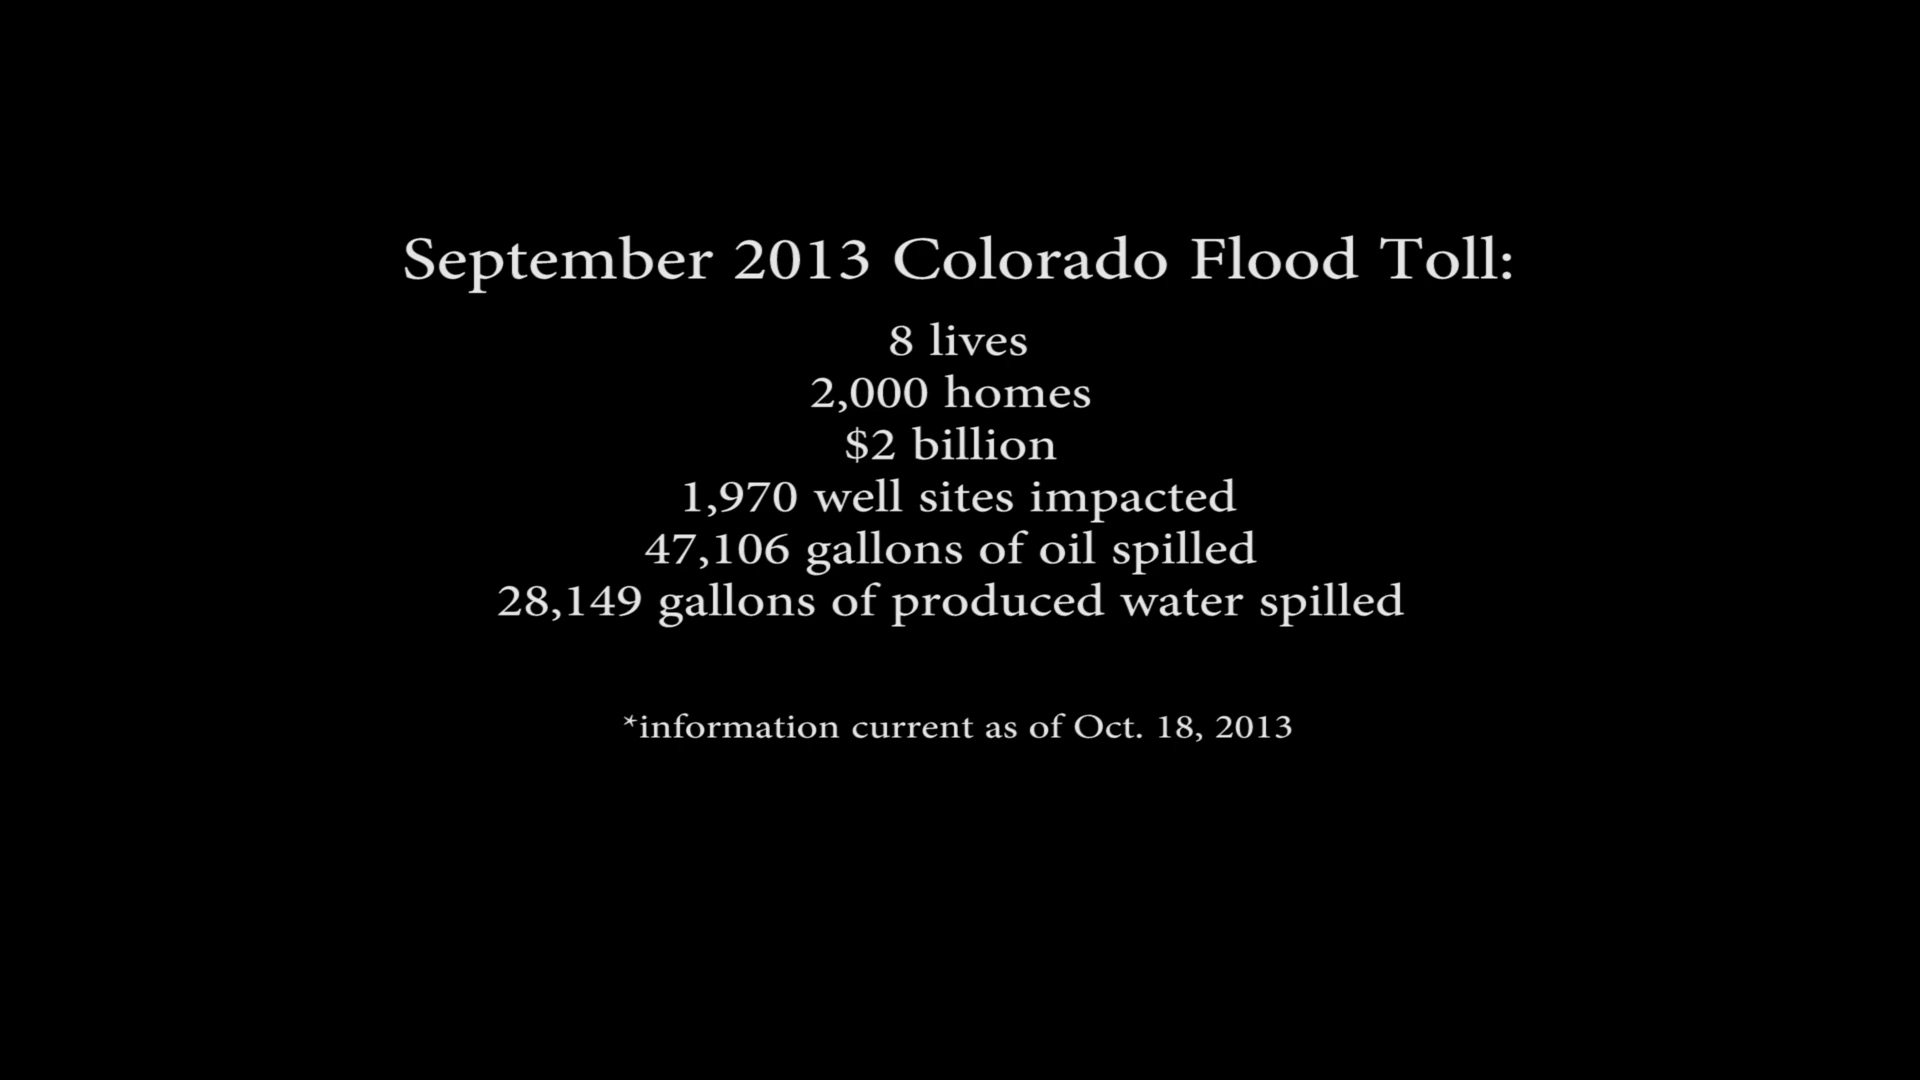 September 2013 Colorado Flood Toll:
8 lives
2,000 homes
$2 billion
1,970 well sites impacted
47,106 gallons of oil spilled
28,149 gallons of produced water spilled
*information current as of Oct. 18, 2013